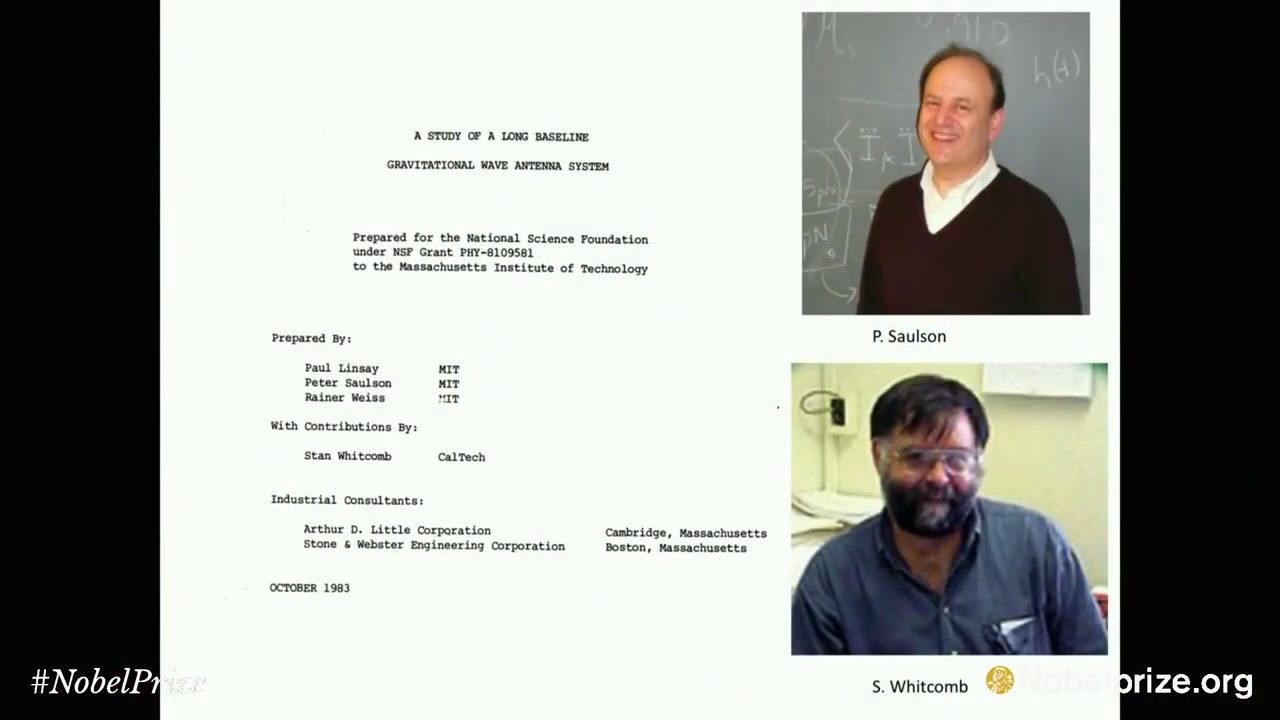 A STUDY OF A LONG BASELINE
GRAVITATIONAL WAVE ANTENNA SYSTEM
Prepared for the National Science Foundation
under NSF Grant PHY-8109581
to the Massachusetts Institute of Technology
Prepared By:
Paul Linsay MIT
Peter Saulson MIT
Rainer Weiss MIT
With Contributions By:
Stan Whitcomb CalTech
Industrial Consultants:
Arthur D. Little Corporation Cambridge, Massachusetts
Stone & Webster Engineering Corporation Boston, Massachusetts
OCTOBER 1983
h(t)
P. Saulson
S. Whitcomb
#NobelPrize
Nobelprize.org